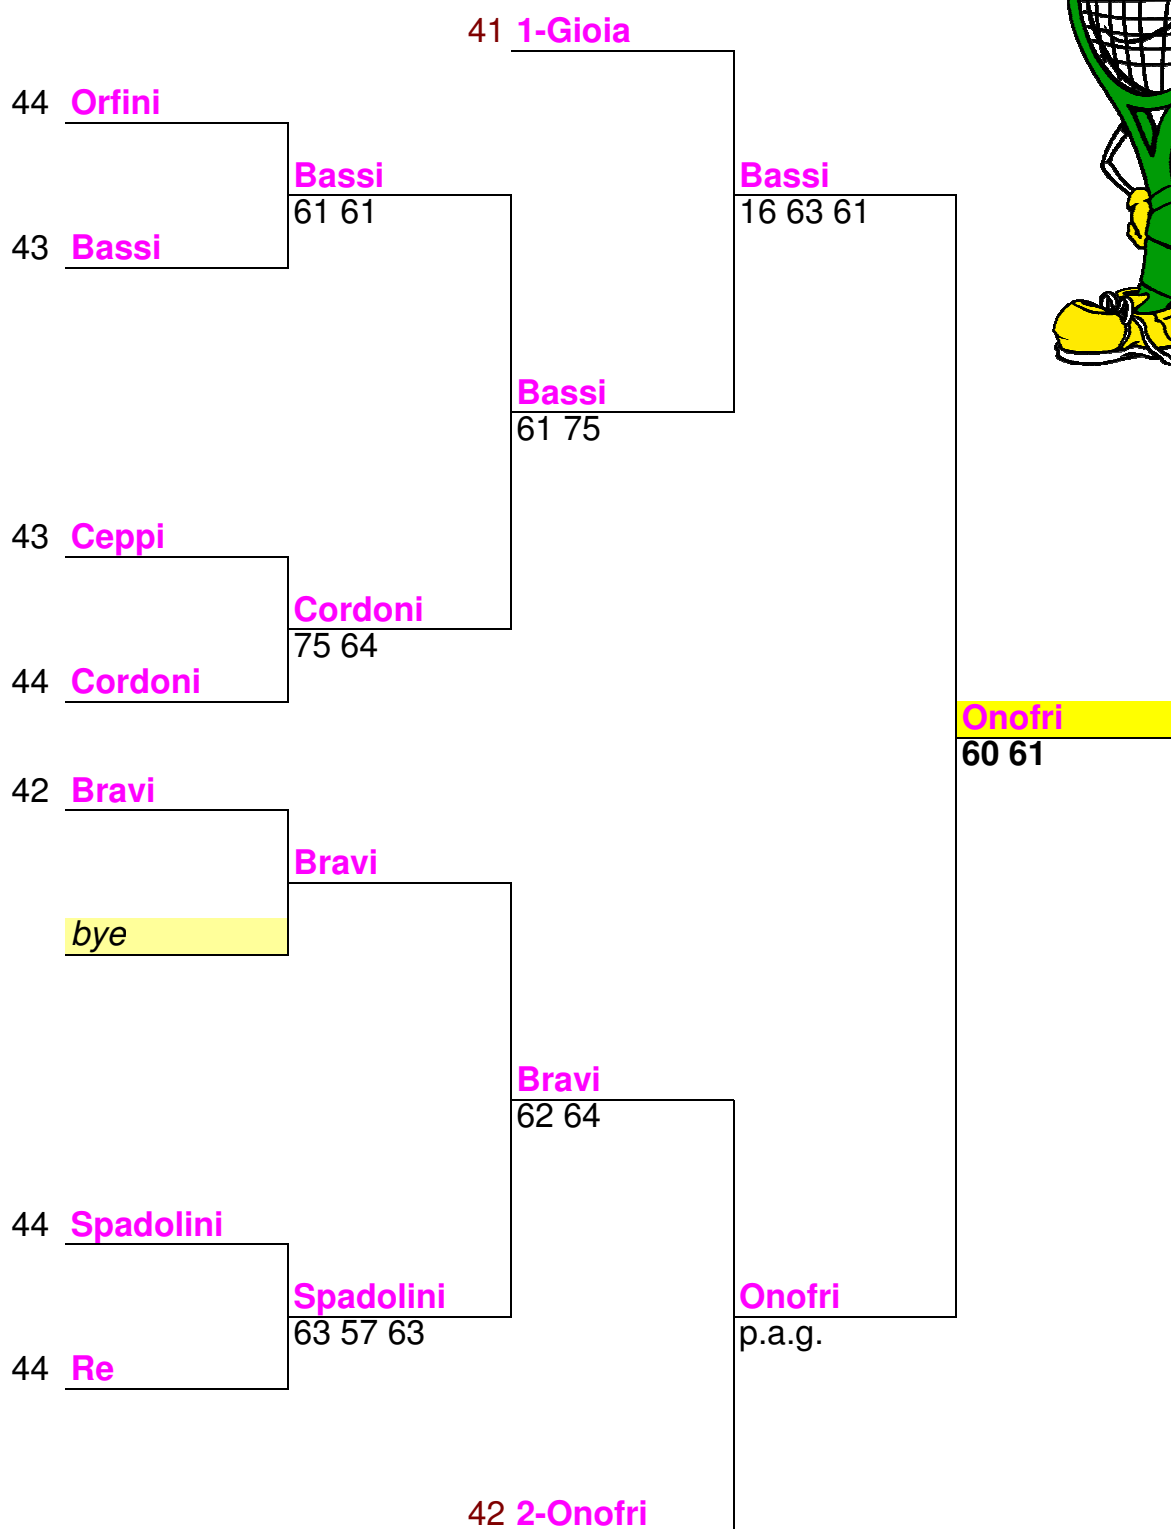 41 1-Gioia
44 Orfini
Bassi
61 61
Bassi
16 63 61
43 Bassi
Bassi
61 75
43 Ceppi
Cordoni
75 64
44 Cordoni
Onofri
60 61
42 Bravi
Bravi
bye
Bravi
62 64
44 Spadolini
Spadolini
63 57 63
Onofri
p.a.g.
44 Re
42 2-Onofri